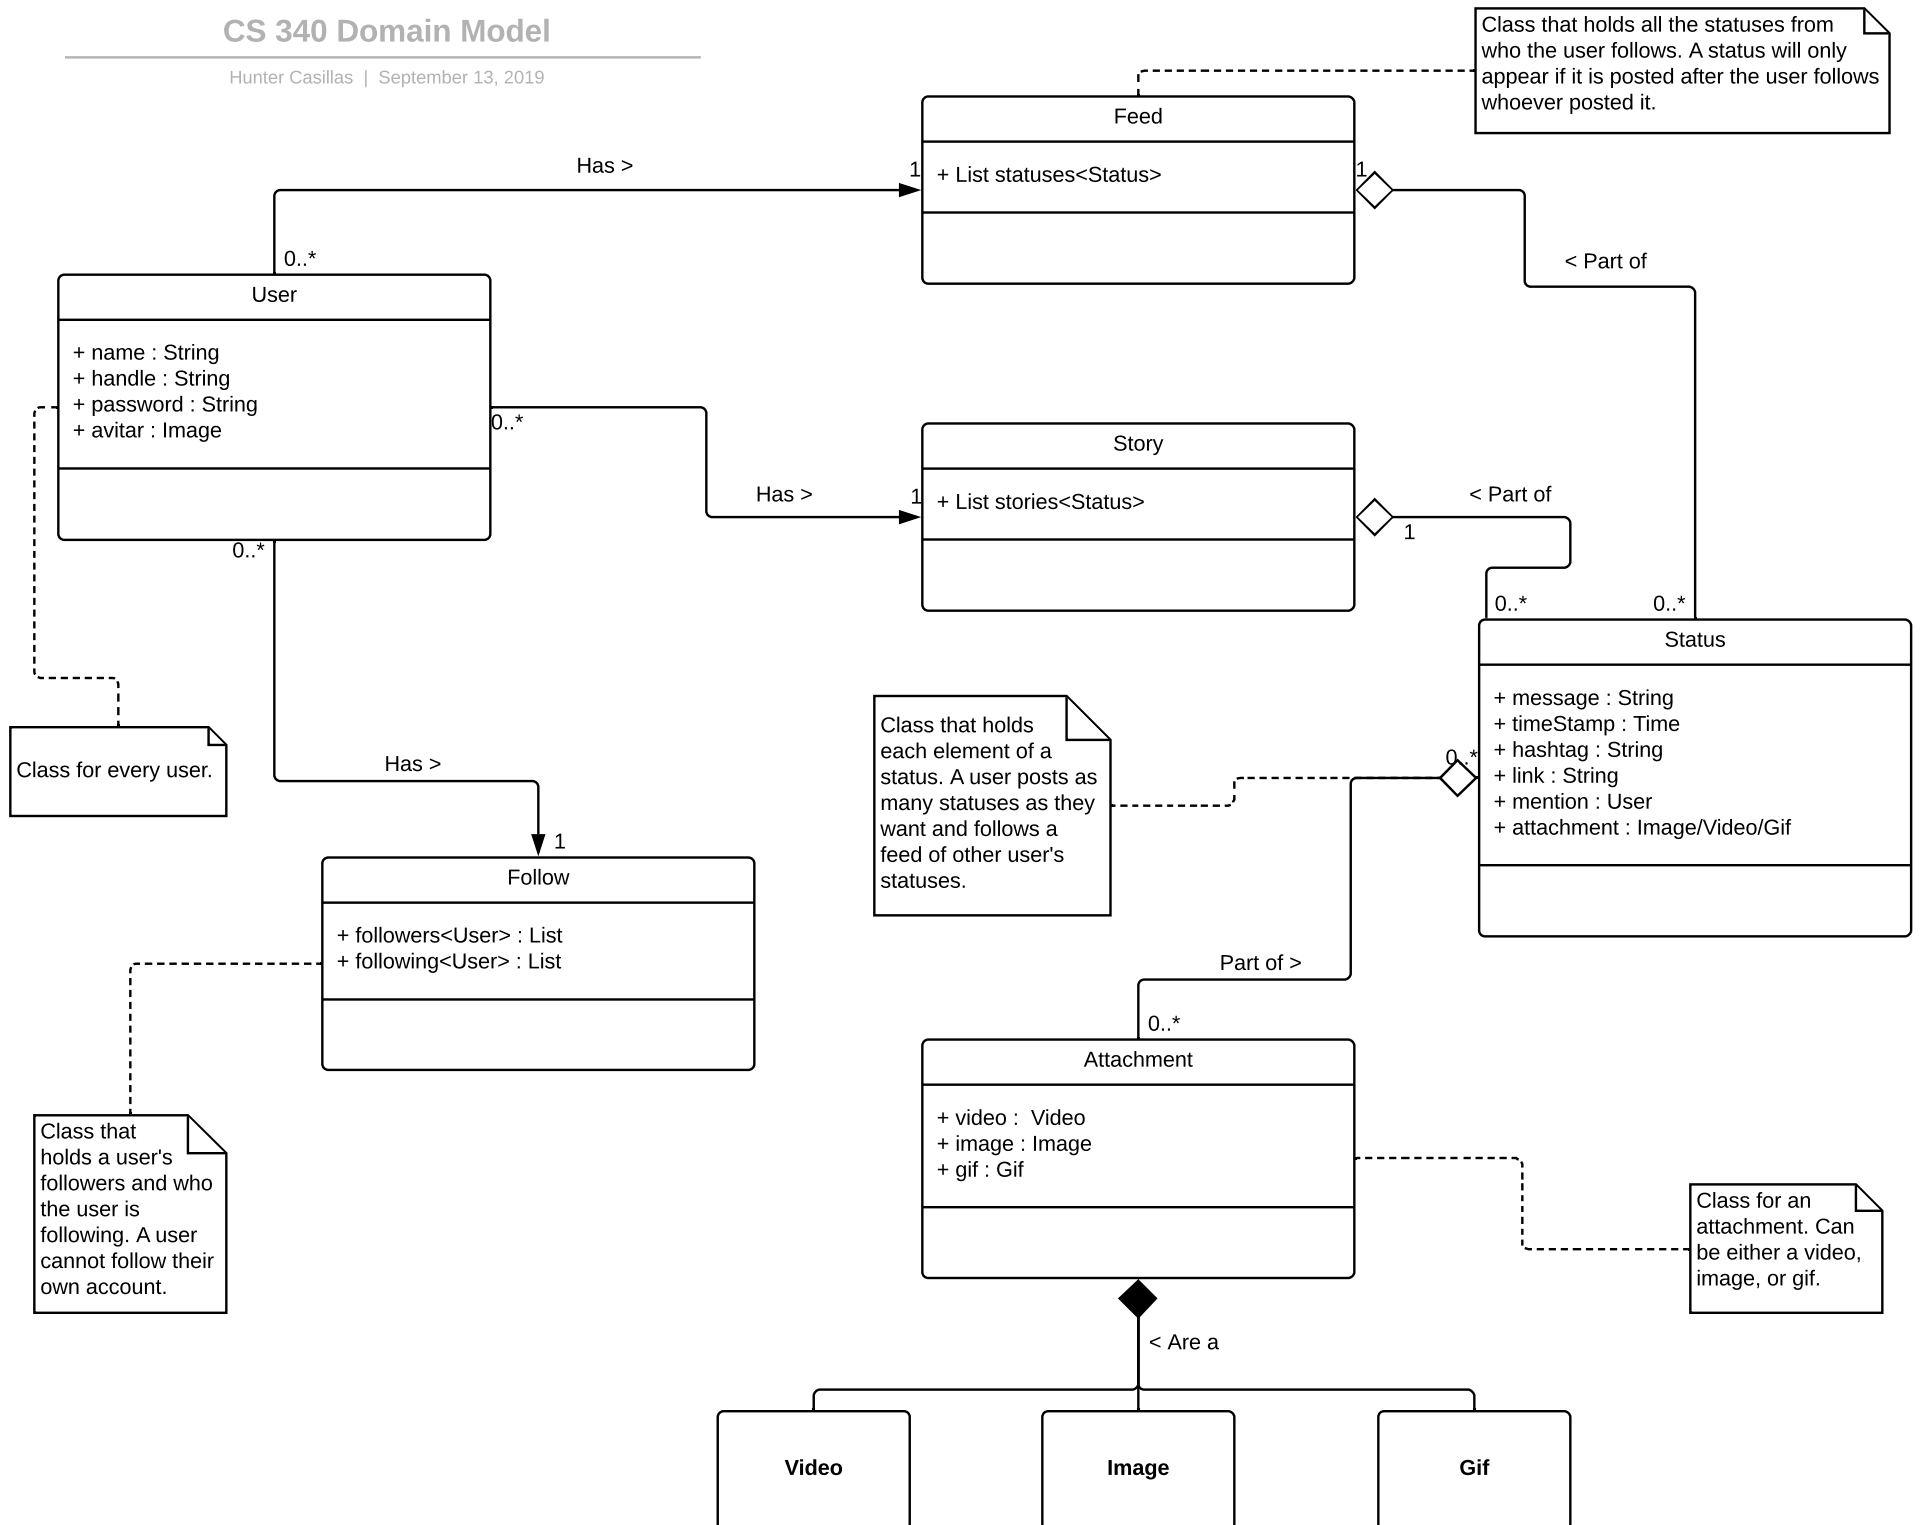 CS 340 Domain Model
Hunter Casillas | September 13, 2019
Class that holds all the statuses from
who the user follows. A status will only
appear if it is posted after the user follows
whoever posted it.
Feed
+ List statuses<Status>
Has >
1
0..*
1
< Part of
User
+ name : String
+ handle : String
+ password : String
+ avitar : Image
0..*
Has >
1
Story
+ List stories<Status>
< Part of
1
0..*
0..*
0..*
Status
+ message : String
+ timeStamp : Time
+ hashtag : String
+ link : String
+ mention : User
+ attachment : Image/Video/Gif
0..*
Class that holds
each element of a
status. A user posts as
many statuses as they
want and follows a
feed of other user's
statuses.
Class for every user.
Has >
1
Follow
+ followers<User> : List
+ following<User> : List
Part of >
0..*
Attachment
+ video :  Video
+ image : Image
+ gif : Gif
Class that
holds a user's
followers and who
the user is
following. A user
cannot follow their
own account.
Class for an
attachment. Can
be either a video,
image, or gif.
< Are a
Video
Image
Gif